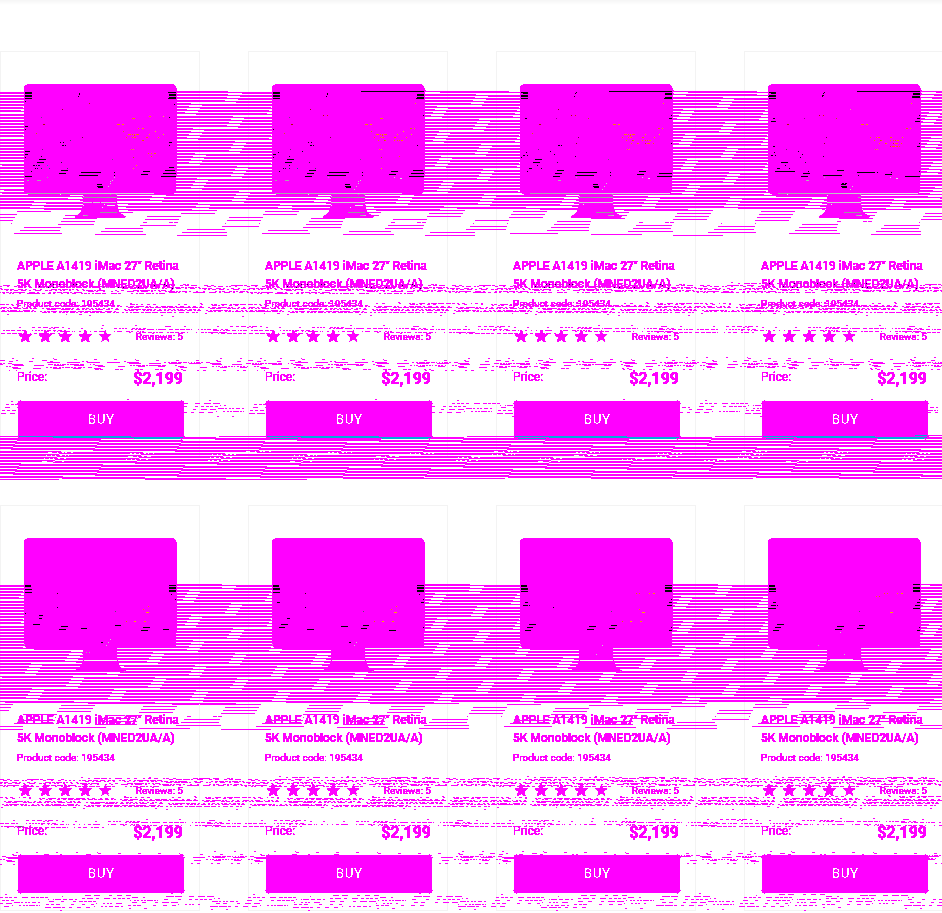 APPLE A1419 iMac 27" Retina
5K Monoblock (MNED2UA/A)
Product code: 195434
Reviews: 5
Price: $2,199
BUY
APPLE A1419 iMac 27" Retina
5K Monoblock (MNED2UA/A)
Product code: 195434
Reviews: 5
Price: $2,199
BUY
APPLE A1419 iMac 27" Retina
5K Monoblock (MNED2UA/A)
Product code: 195434
Reviews: 5
Price: $2,199
BUY
APPLE A1419 iMac 27" Retina
5K Monoblock (MNED2UA/A)
Product code: 195434
Reviews: 5
Price: $2,199
BUY
APPLE A1419 iMac 27" Retina
5K Monoblock (MNED2UA/A)
Product code: 195434
Reviews: 5
Price: $2,199
BUY
APPLE A1419 iMac 27" Retina
5K Monoblock (MNED2UA/A)
Product code: 195434
Reviews: 5
Price: $2,199
BUY
APPLE A1419 iMac 27" Retina
5K Monoblock (MNED2UA/A)
Product code: 195434
Reviews: 5
Price: $2,199
BUY
APPLE A1419 iMac 27" Retina
5K Monoblock (MNED2UA/A)
Product code: 195434
Reviews: 5
Price: $2,199
BUY